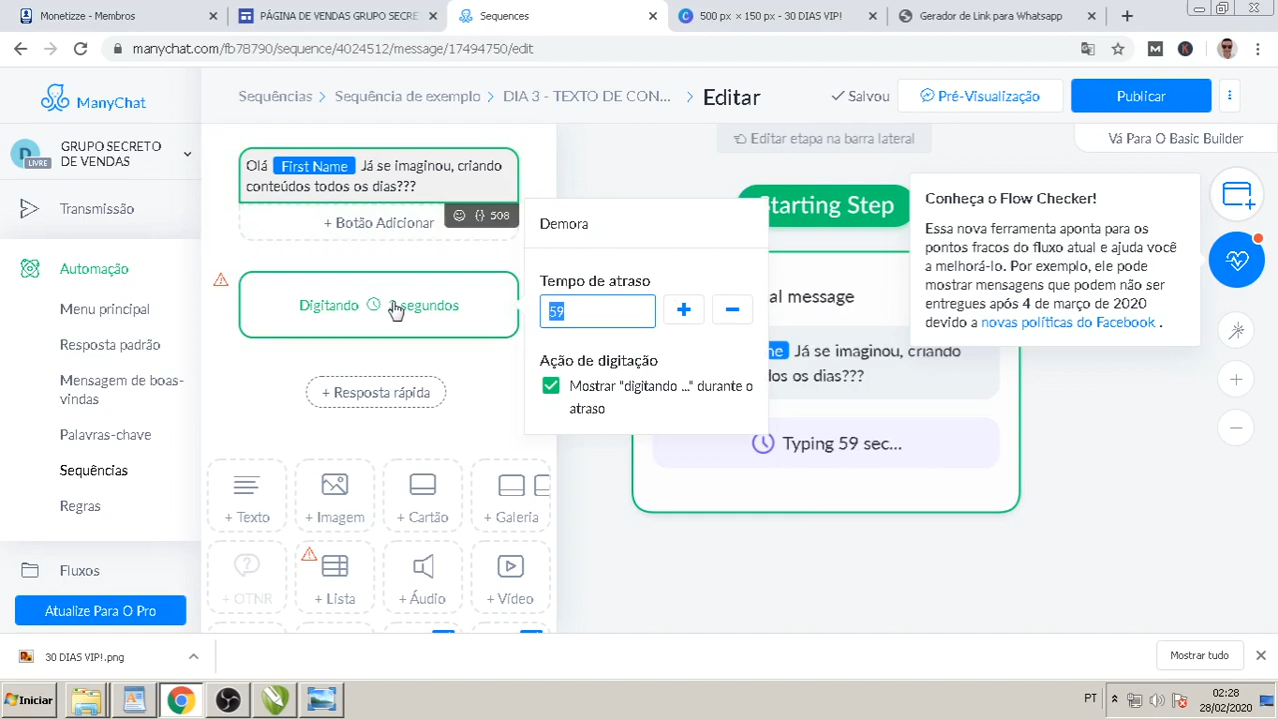 Monetizze - Membros
PÁGINA DE VENDAS GRUPO SECRE
Sequences
500 px × 150 px - 30 DIAS VIP!
Gerador de Link para Whatsapp
manychat.com/fb78790/sequence/4024512/message/17494750/edit
ManyChat
Sequências > Sequência de exemplo > DIA 3 - TEXTO DE CON... > Editar
Salvou
Pré-Visualização
Publicar
GRUPO SECRETO
DE VENDAS
LIVRE
Transmissão
Automação
Menu principal
Resposta padrão
Mensagem de boas-
vindas
Palavras-chave
Sequências
Regras
Fluxos
Atualize Para O Pro
Olá First Name Já se imaginou, criando
conteúdos todos os dias???
+ Botão Adicionar
{} 508
Digitando segundos
+ Resposta rápida
+ Texto
+ Imagem
+ Cartão
+ Galeria
+ OTNR
+ Lista
+ Áudio
+ Vídeo
Demora
Tempo de atraso
59
Ação de digitação
Mostrar "digitando ..." durante o
atraso
Editar etapa na barra lateral
Vá Para O Basic Builder
Starting Step
al message
me Já se imaginou, criando
dos os dias???
Typing 59 sec...
Conheça o Flow Checker!
Essa nova ferramenta aponta para os
pontos fracos do fluxo atual e ajuda você
a melhorá-lo. Por exemplo, ele pode
mostrar mensagens que podem não ser
entregues após 4 de março de 2020
devido a novas políticas do Facebook .
30 DIAS VIP!.png
Mostrar tudo
Iniciar
PT
02:28
28/02/2020